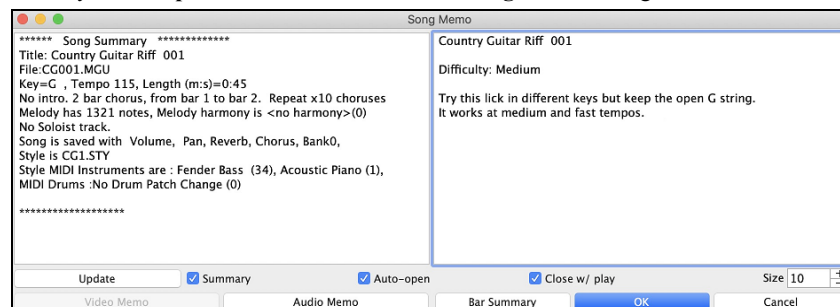 Song Memo
****** Song Summary *************
Title: Country Guitar Riff 001
File:CG001.MGU
Key=G , Tempo 115, Length (m:s)=0:45
No intro. 2 bar chorus, from bar 1 to bar 2. Repeat x10 choruses
Melody has 1321 notes, Melody harmony is <no harmony>(0)
No Soloist track.
Song is saved with Volume, Pan, Reverb, Chorus, Bank0,
Style is CG1.STY
Style MIDI Instruments are : Fender Bass (34), Acoustic Piano (1),
MIDI Drums :No Drum Patch Change (0)
*******************
Country Guitar Riff 001
Difficulty: Medium
Try this lick in different keys but keep the open G string.
It works at medium and fast tempos.
Update Summary Auto-open Close w/ play Size 10
Video Memo Audio Memo Bar Summary OK Cancel